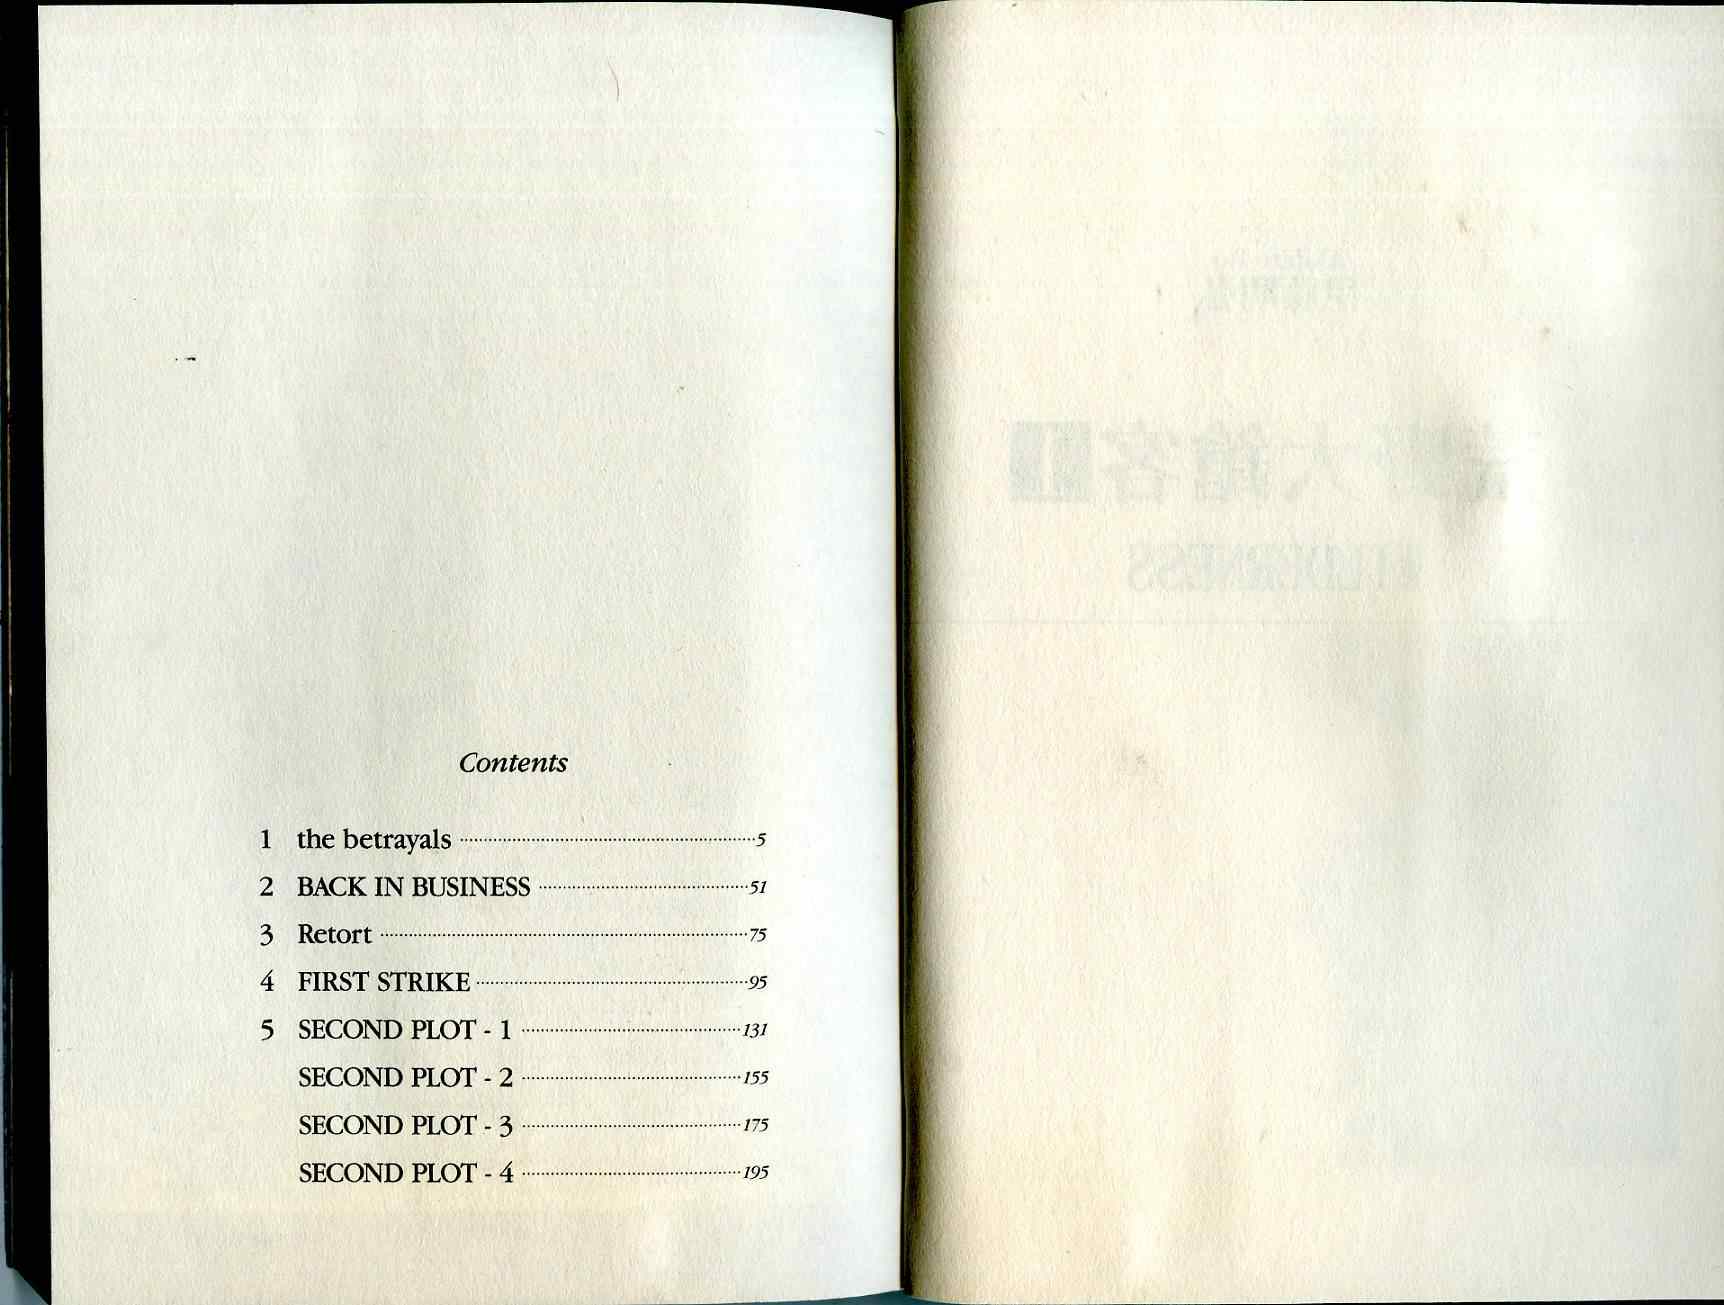 Contents
1 the betrayals 5
2 BACK IN BUSINESS 51
3 Retort 75
4 FIRST STRIKE 95
5 SECOND PLOT - 1 131
SECOND PLOT - 2 155
SECOND PLOT - 3 175
SECOND PLOT - 4 195